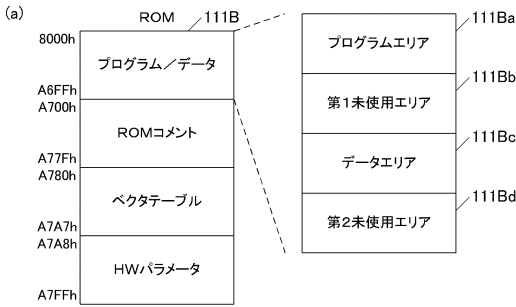 (a)
ROM
111B
8000h
プログラム/データ
A6FFh
A700h
ROMコメント
A77Fh
A780h
ベクタテーブル
A7A7h
A7A8h
HWパラメータ
A7FFh
111Ba
プログラムエリア
111Bb
第1未使用エリア
111Bc
データエリア
111Bd
第2未使用エリア